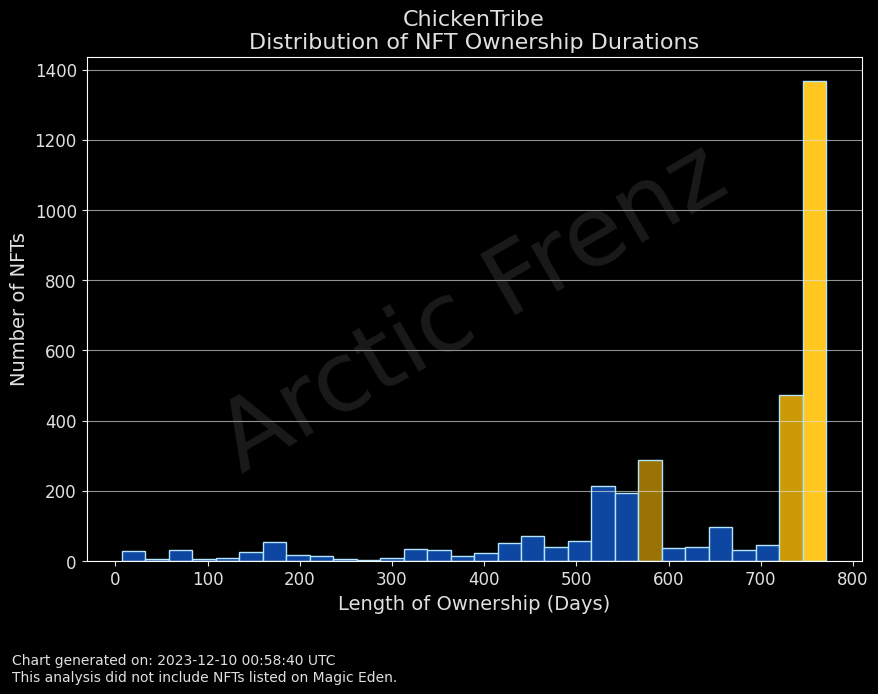 ChickenTribe
Distribution of NFT Ownership Durations
1400
1200
1000
800
600
400
200
0
Number of NFTs
Arctic Frenz
0 100 200 300 400 500 600 700 800
Length of Ownership (Days)
Chart generated on: 2023-12-10 00:58:40 UTC
This analysis did not include NFTs listed on Magic Eden.